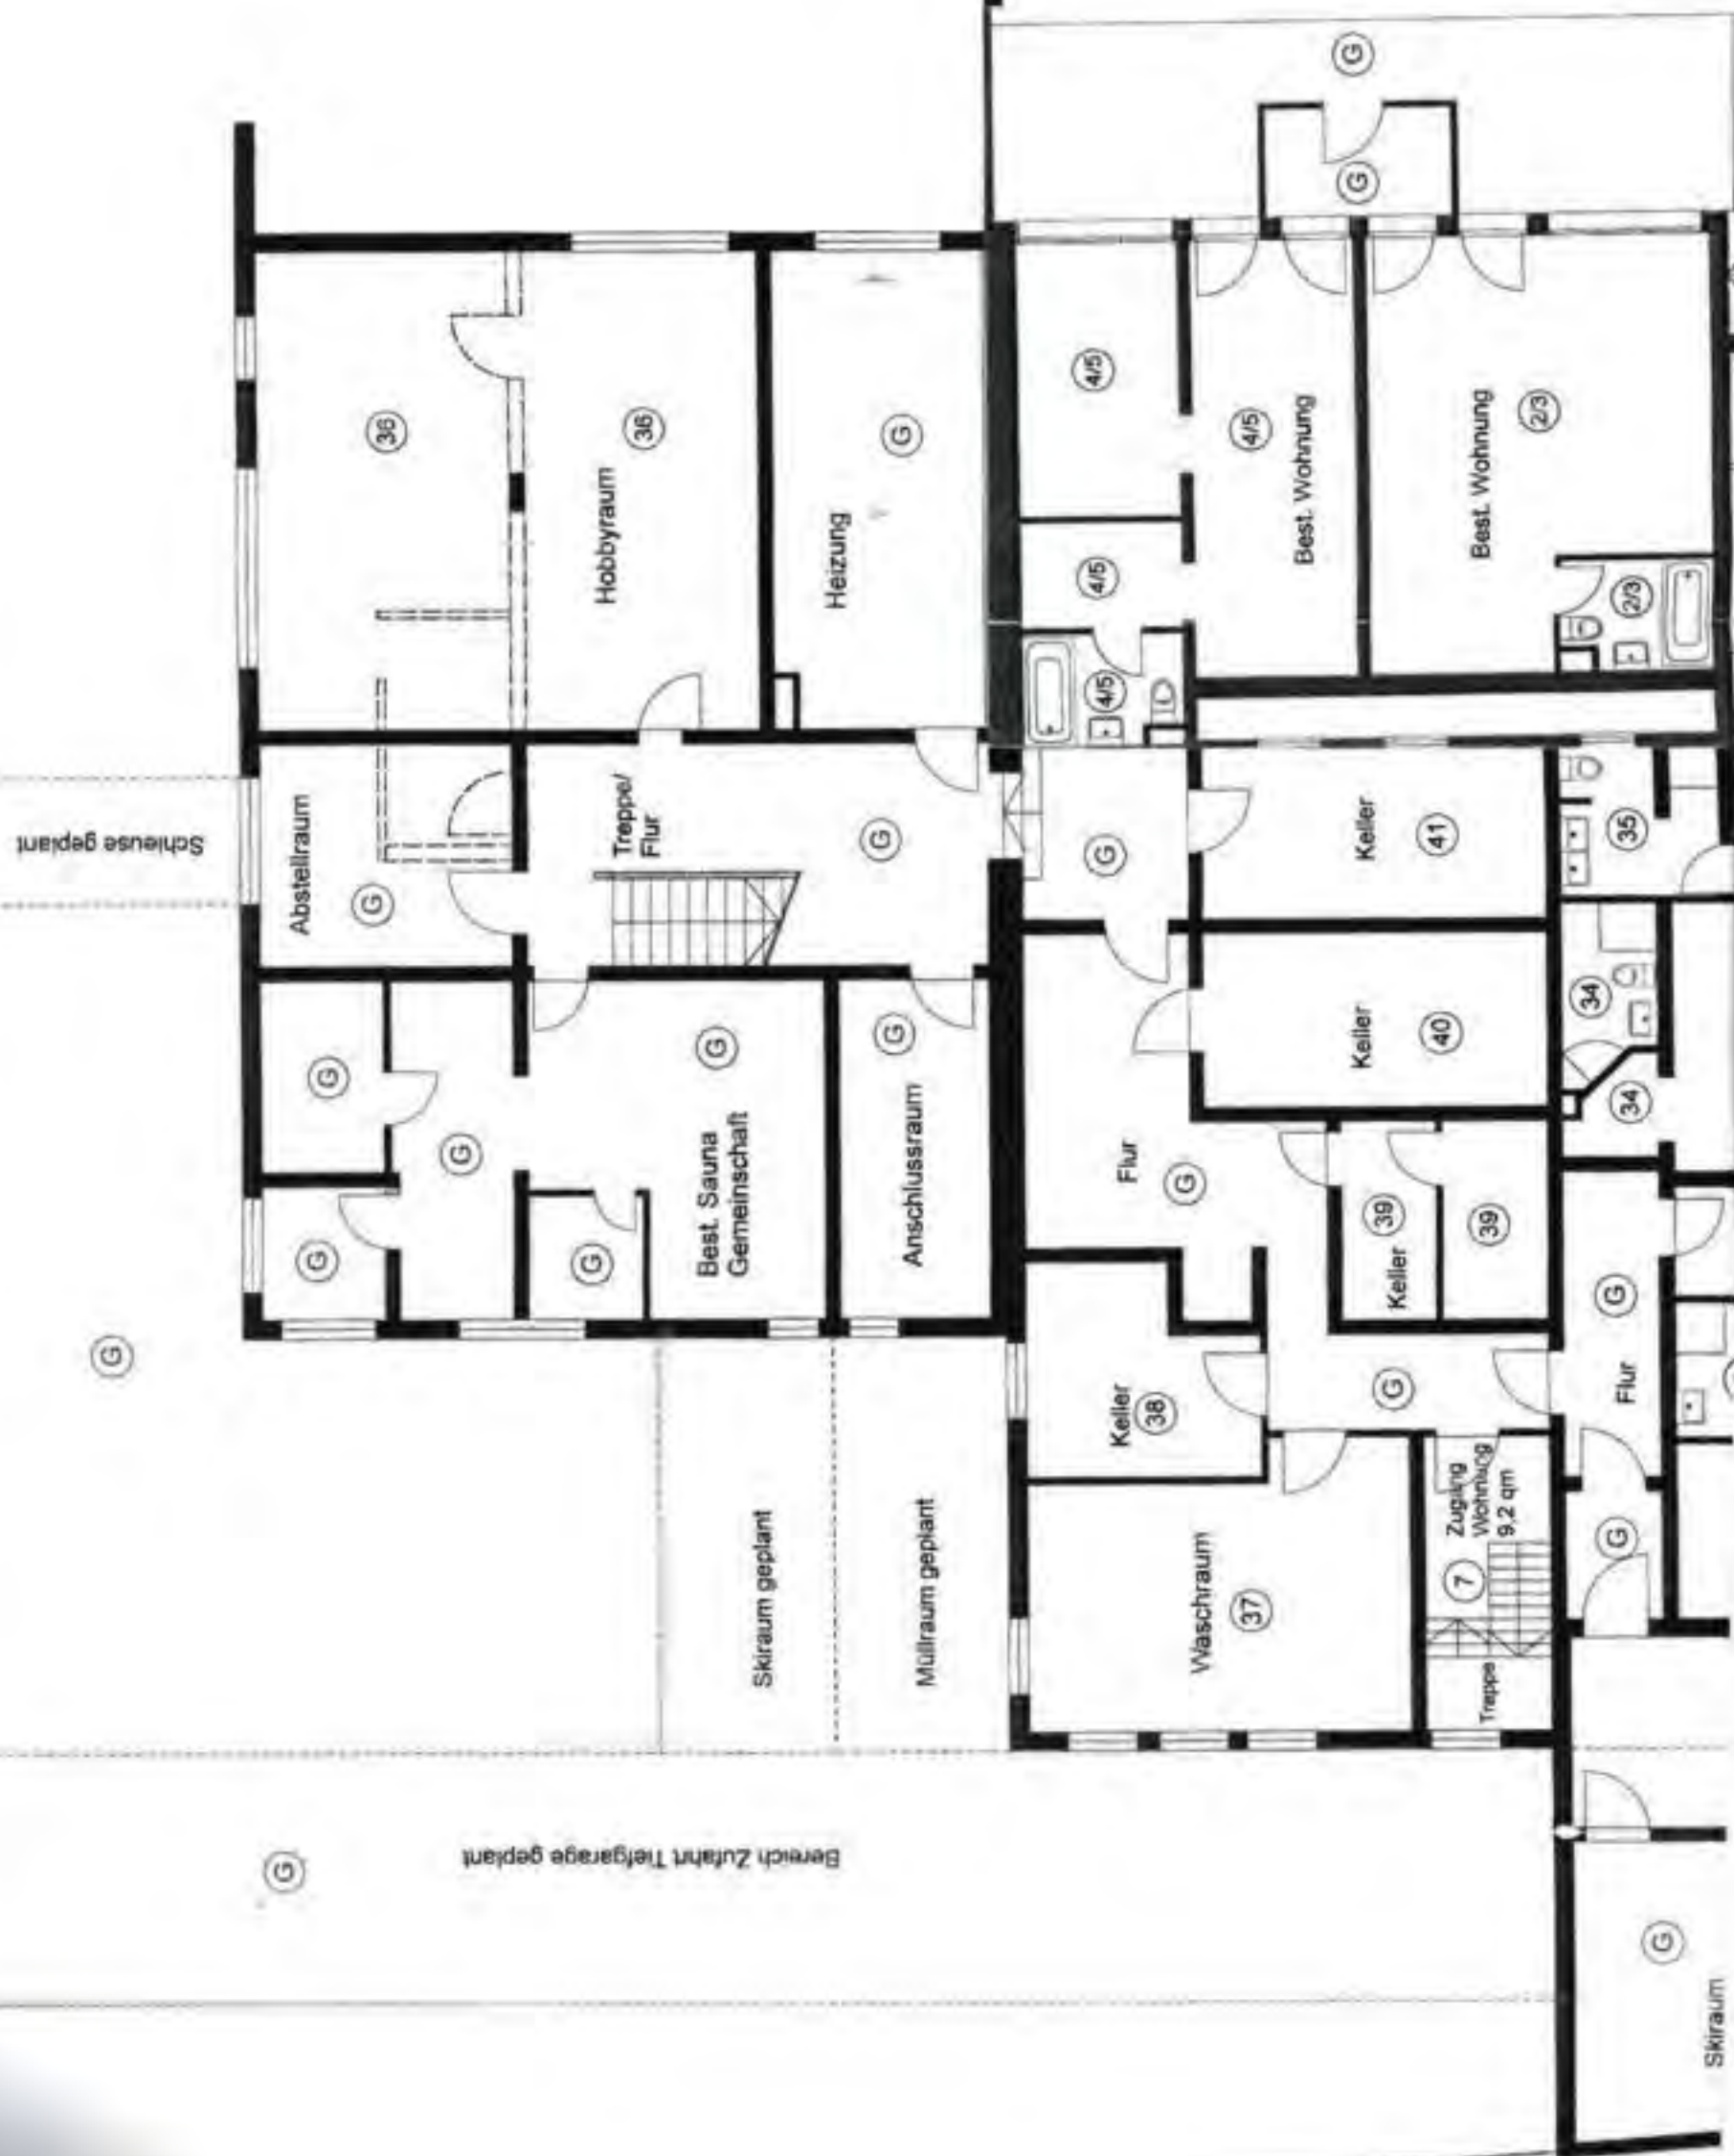 Schleuse geplant
G
Bereich Zufahrt Tiefgarage geplant
G
36
Hobbyraum
36
Heizung
G
Abstellraum
G
Treppe/
Flur
G
G
G
G
G
Best. Sauna
Gemeinschaft
G
Anschlussraum
G
Skiraum geplant
Müllraum geplant
G
G
4/5
4/5
4/5
4/5
Best. Wohnung
Best. Wohnung
2/3
2/3
G
Keller
41
35
Keller
40
34
34
Flur
G
39
Keller
39
Keller
38
G
G
Flur
Waschraum
37
Zugang
Wohnung
9,2 qm
7
Treppe
G
G
Skiraum